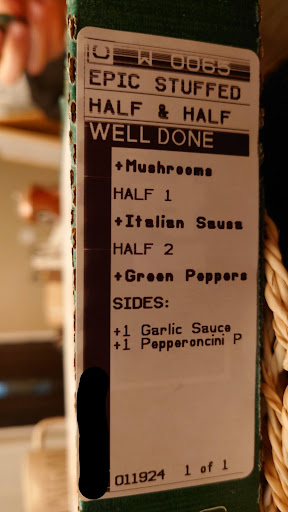 W 0065
EPIC STUFFED
HALF & HALF
WELL DONE
+Mushrooms
HALF 1
+Italian Sausa
HALF 2
+Green Peppers
SIDES:
+1 Garlic Sauce
+1 Pepperoncini P
011924 1 of 1